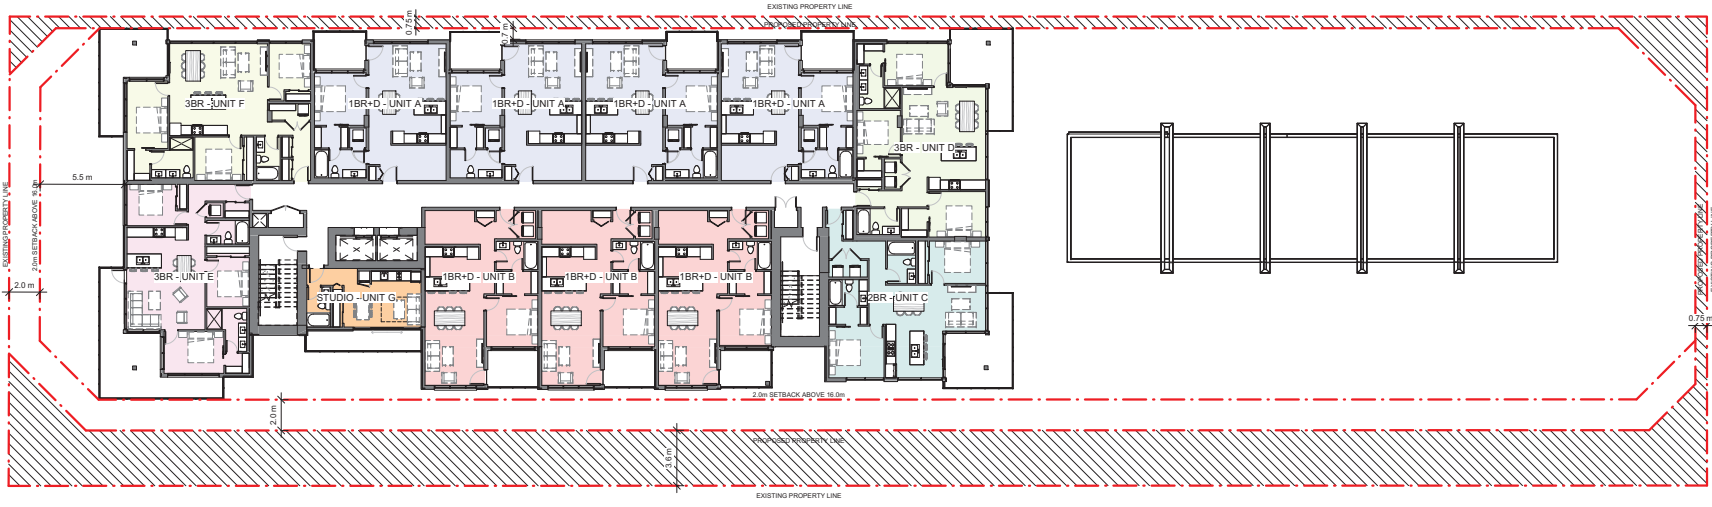 EXISTING PROPERTY LINE
PROPOSED PROPERTY LINE
0.75 m
0.7 m
3BR - UNIT F
1BR+D - UNIT A
1BR+D - UNIT A
1BR+D - UNIT A
1BR+D - UNIT A
3BR - UNIT D
5.5 m
EXISTING PROPERTY LINE
2.0m SETBACK ABOVE 16.0m
2.0 m
3BR - UNIT E
STUDIO - UNIT G
1BR+D - UNIT B
1BR+D - UNIT B
1BR+D - UNIT B
2BR - UNIT C
0.75 m
2.0m SETBACK ABOVE 16.0m
2.0 m
PROPOSED PROPERTY LINE
3.6 m
EXISTING PROPERTY LINE